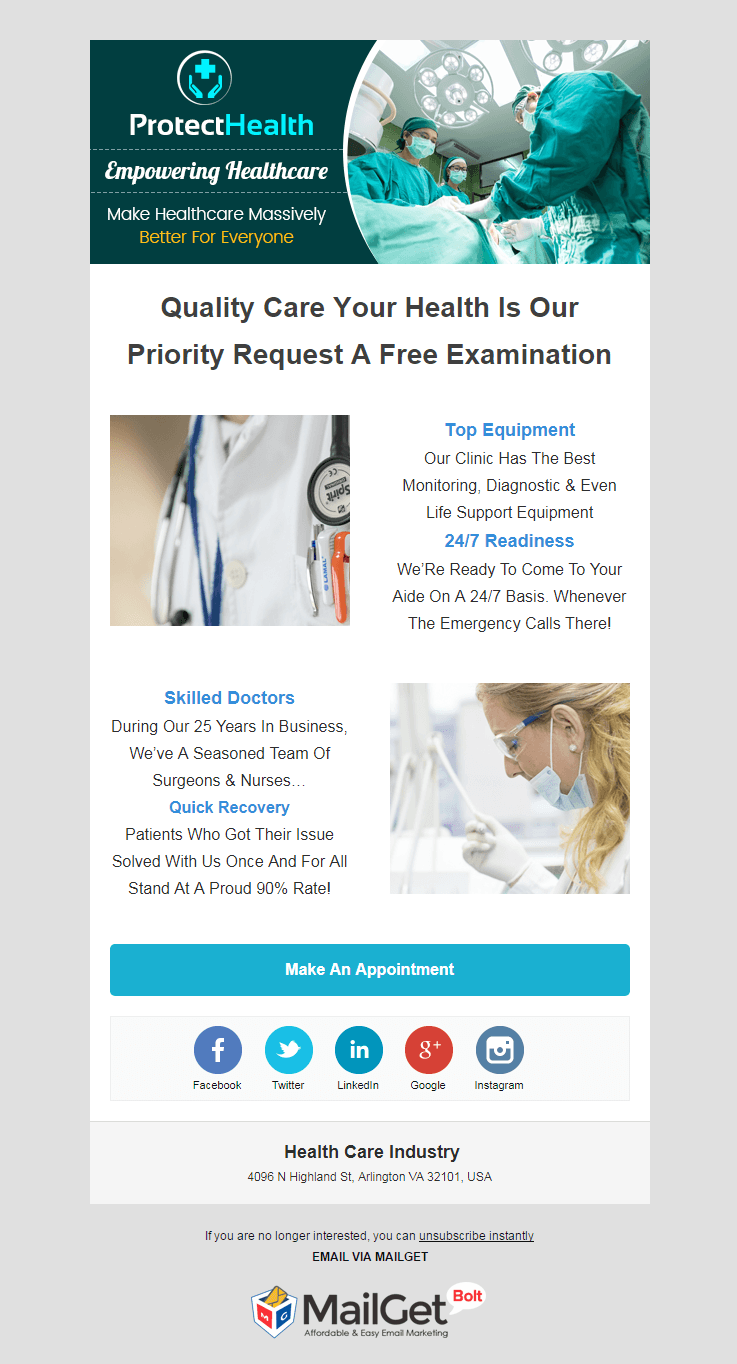 ProtectHealth
Empowering Healthcare
Make Healthcare Massively
Better For Everyone
Quality Care Your Health Is Our
Priority Request A Free Examination
Spirit
LAMAL
Top Equipment
Our Clinic Has The Best
Monitoring, Diagnostic & Even
Life Support Equipment
24/7 Readiness
We’Re Ready To Come To Your
Aide On A 24/7 Basis. Whenever
The Emergency Calls There!
Skilled Doctors
During Our 25 Years In Business,
We’ve A Seasoned Team Of
Surgeons & Nurses…
Quick Recovery
Patients Who Got Their Issue
Solved With Us Once And For All
Stand At A Proud 90% Rate!
Make An Appointment
f
in
g+
Facebook Twitter LinkedIn Google Instagram
Health Care Industry
4096 N Highland St, Arlington VA 32101, USA
If you are no longer interested, you can unsubscribe instantly
EMAIL VIA MAILGET
M G MailGet Bolt
Affordable & Easy Email Marketing